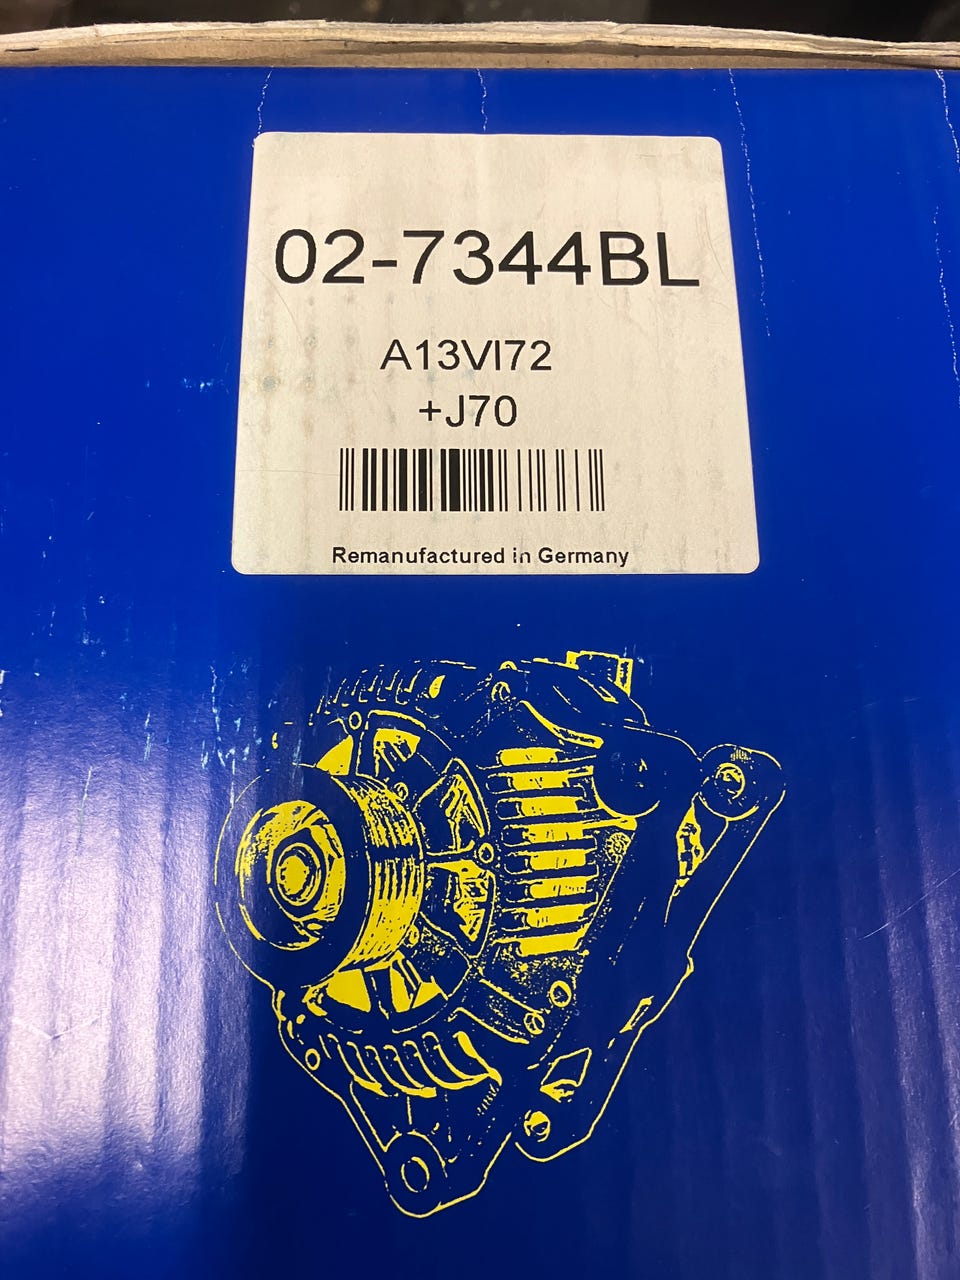 02-7344BL
A13VI72
+J70
Remanufactured in Germany